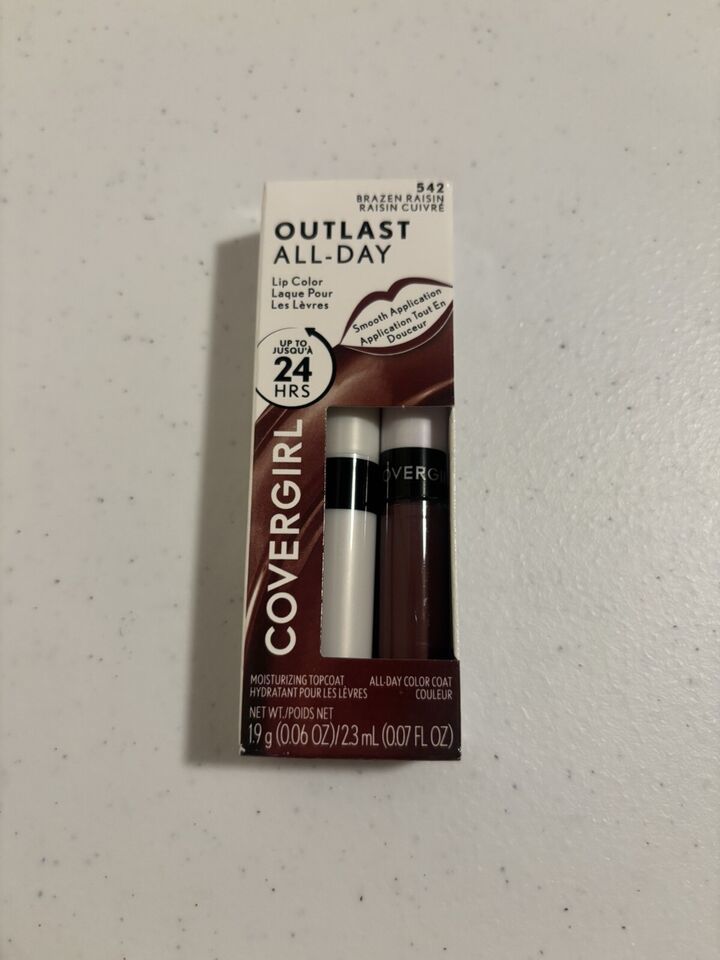 542
BRAZEN RAISIN
RAISIN CUIVRÉ
OUTLAST
ALL-DAY
Lip Color
Laque Pour
Les Lèvres
Smooth Application
Application Tout En
Douceur
UP TO
JUSQU'À
24
HRS
COVERGIRL
OVERGI
MOISTURIZING TOPCOAT
HYDRATANT POUR LES LÈVRES
ALL-DAY COLOR COAT
COULEUR
NET WT./POIDS NET
1.9 g (0.06 OZ)/2.3 mL (0.07 FL OZ)